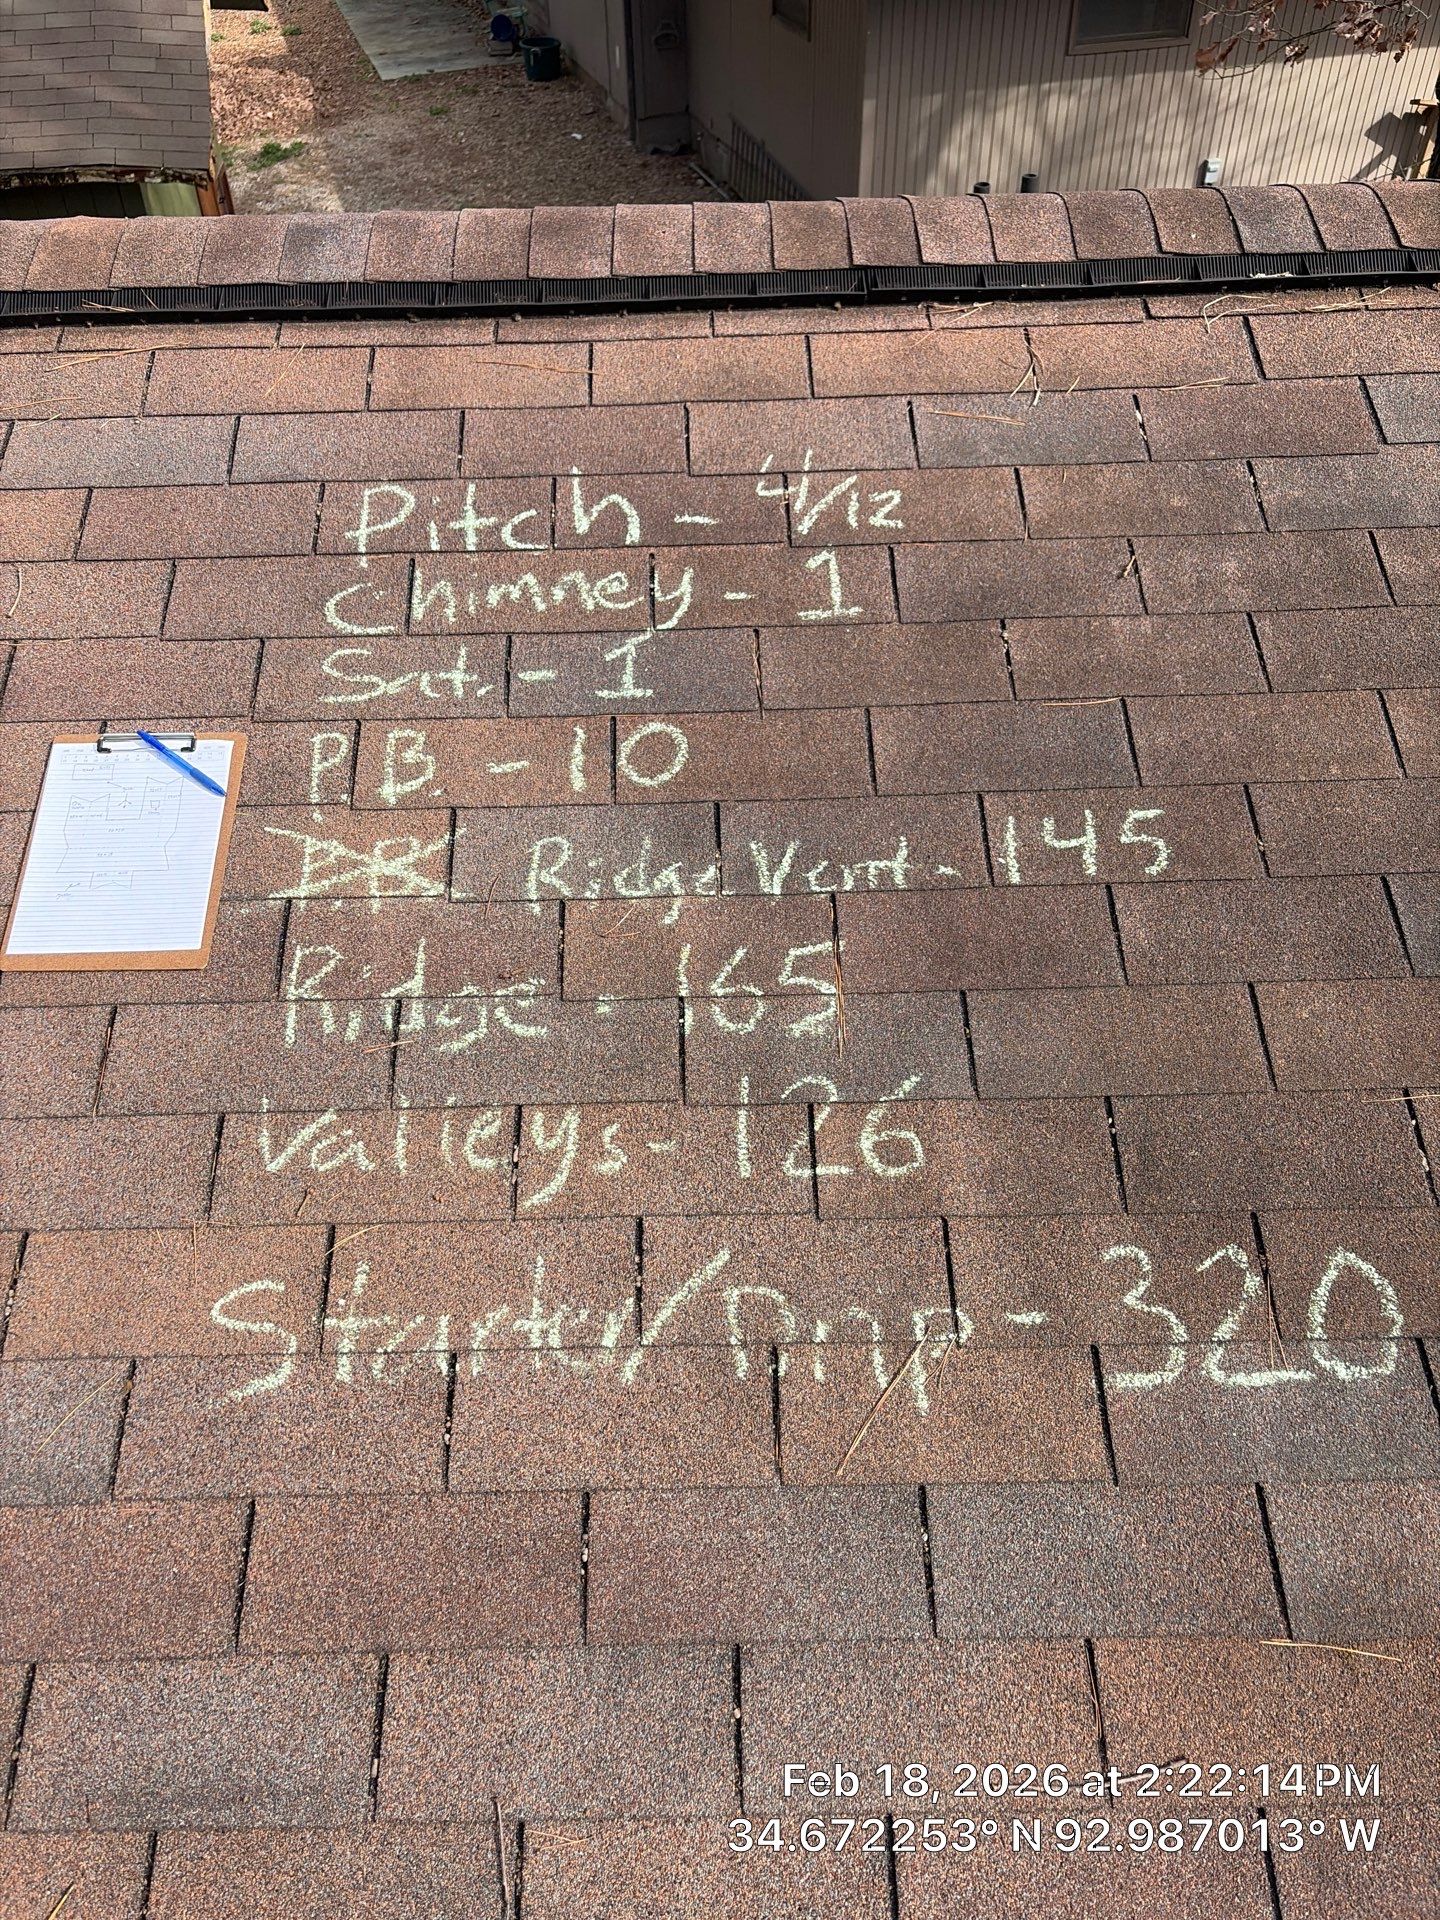 Pitch - 4/12
Chimney - 1
Sat. - 1
P.B. - 10
Ridge Vent - 145
Ridge - 165
Valleys - 126
Starter/Drip - 320
Feb 18, 2026 at 2:22:14 PM
34.672253° N 92.987013° W